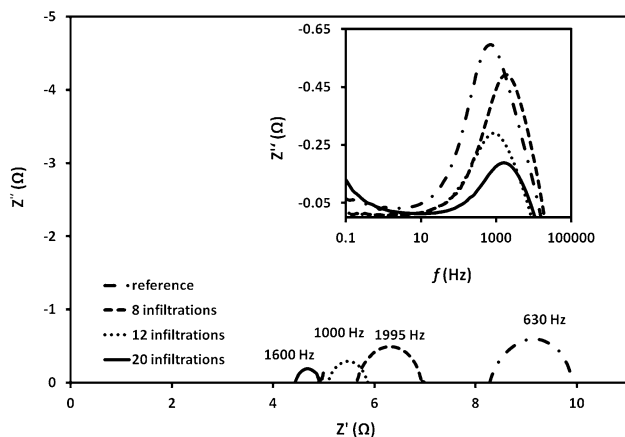 -5
-4
-3
-2
-1
0
Z'' (Ω)
0
2
4
6
8
10
Z' (Ω)
-0.65
-0.45
-0.25
-0.05
Z'' (Ω)
0.1
10
1000
100000
f (Hz)
reference
8 infiltrations
12 infiltrations
20 infiltrations
1600 Hz
1000 Hz
1995 Hz
630 Hz